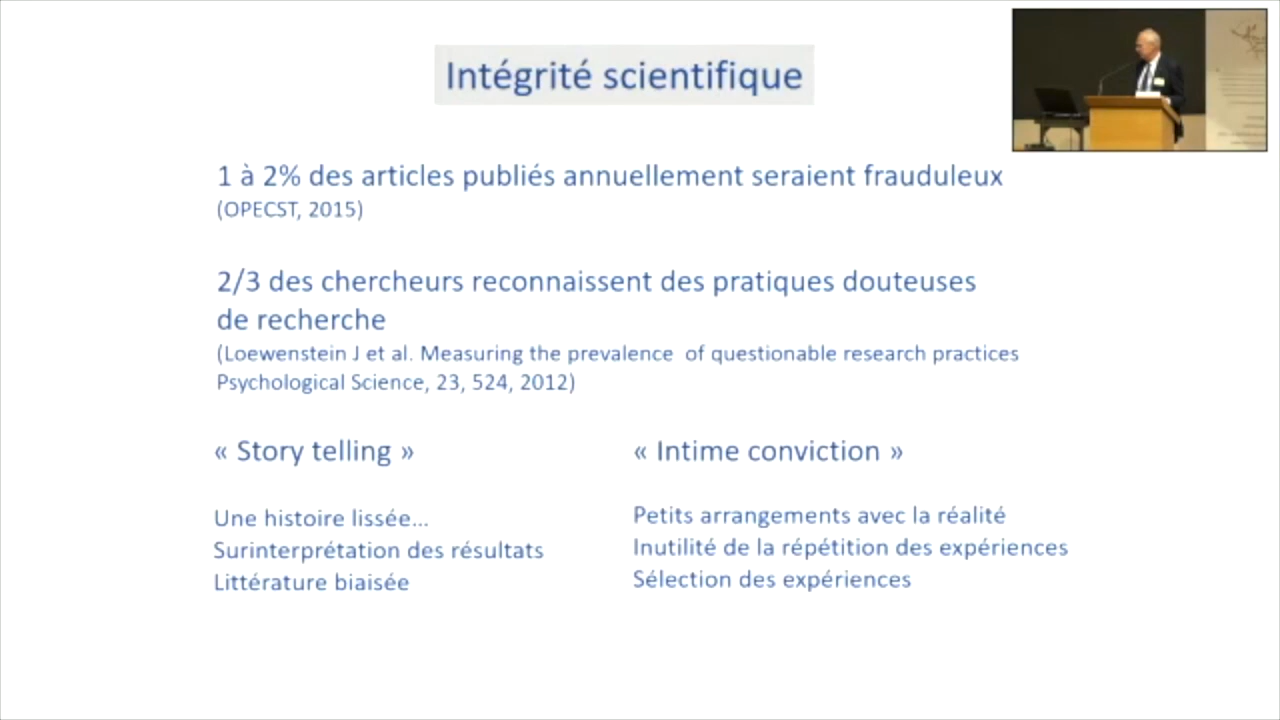 Intégrité scientifique
1 à 2% des articles publiés annuellement seraient frauduleux
(OPECST, 2015)
2/3 des chercheurs reconnaissent des pratiques douteuses
de recherche
(Loewenstein J et al. Measuring the prevalence of questionable research practices
Psychological Science, 23, 524, 2012)
« Story telling »
Une histoire lissée...
Surinterprétation des résultats
Littérature biaisée
« Intime conviction »
Petits arrangements avec la réalité
Inutilité de la répétition des expériences
Sélection des expériences